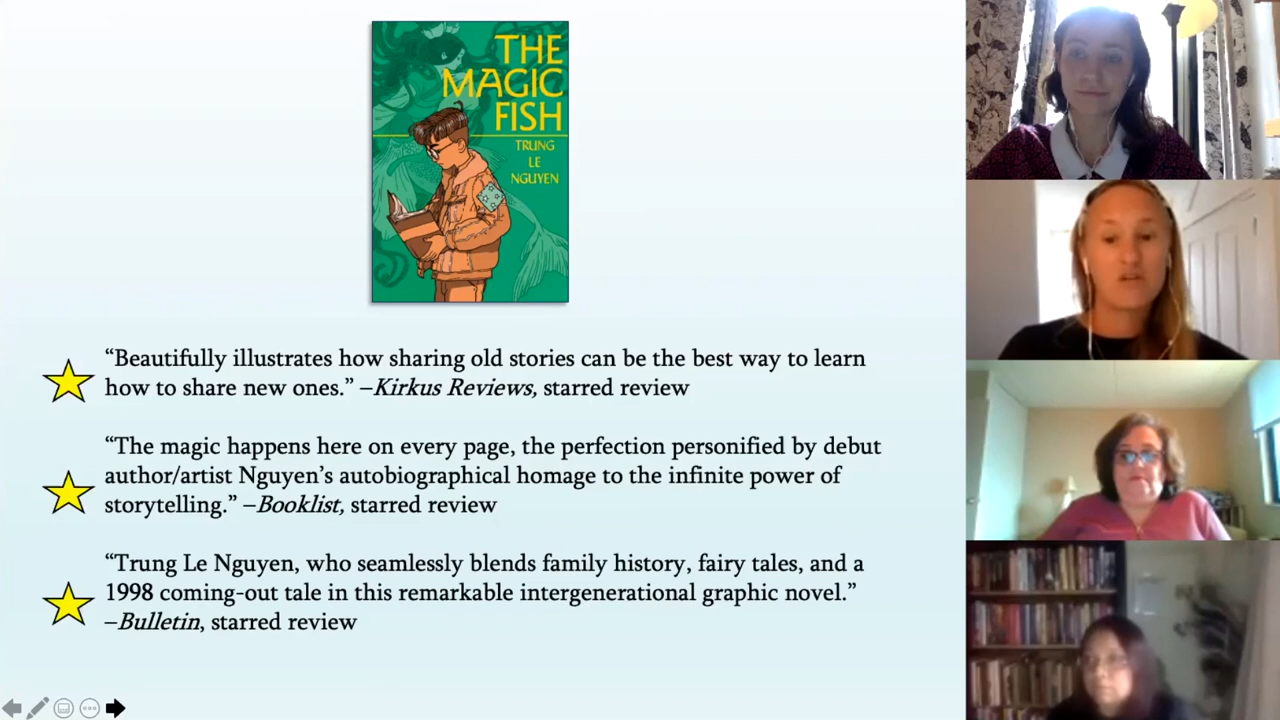 THE
MAGIC
FISH
TRUNG
LE
NGUYEN
“Beautifully illustrates how sharing old stories can be the best way to learn
how to share new ones.” –Kirkus Reviews, starred review
“The magic happens here on every page, the perfection personified by debut
author/artist Nguyen’s autobiographical homage to the infinite power of
storytelling.” –Booklist, starred review
“Trung Le Nguyen, who seamlessly blends family history, fairy tales, and a
1998 coming-out tale in this remarkable intergenerational graphic novel.”
–Bulletin, starred review